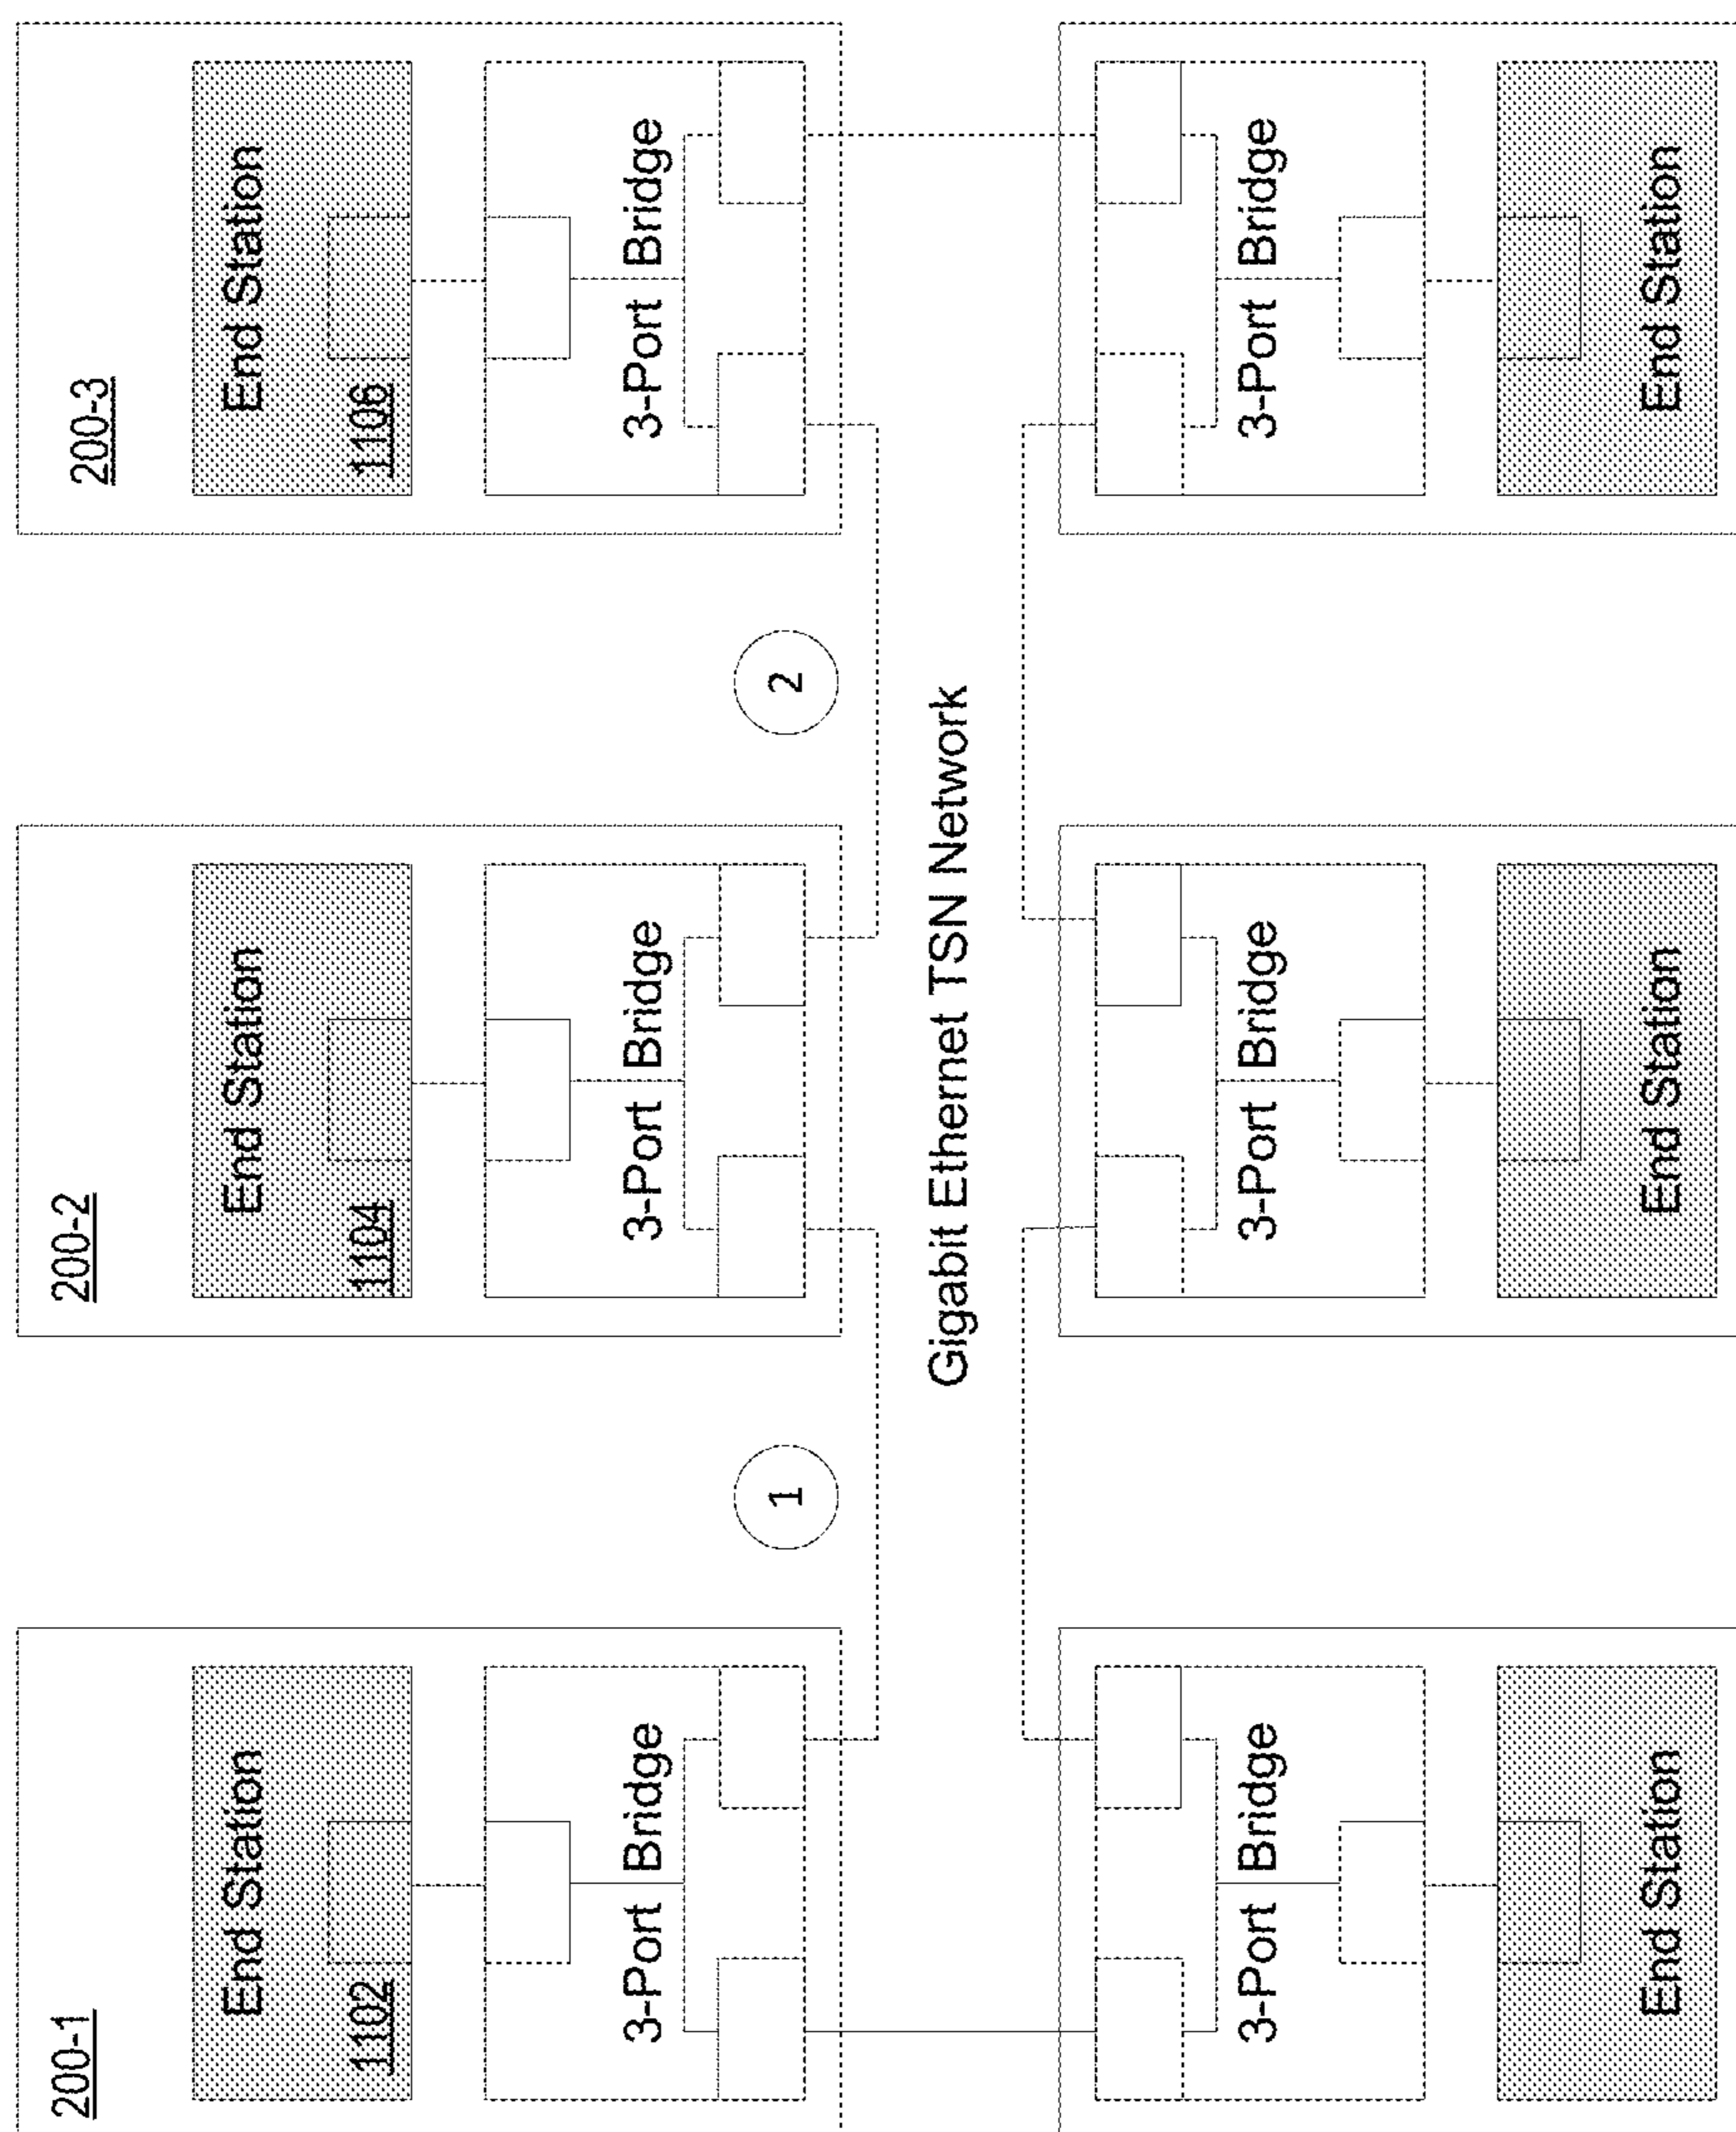 200-1
End Station
1102
3-Port Bridge
200-2
End Station
1104
3-Port Bridge
200-3
End Station
1106
3-Port Bridge
1
2
Gigabit Ethernet TSN Network
3-Port Bridge
End Station
3-Port Bridge
End Station
3-Port Bridge
End Station